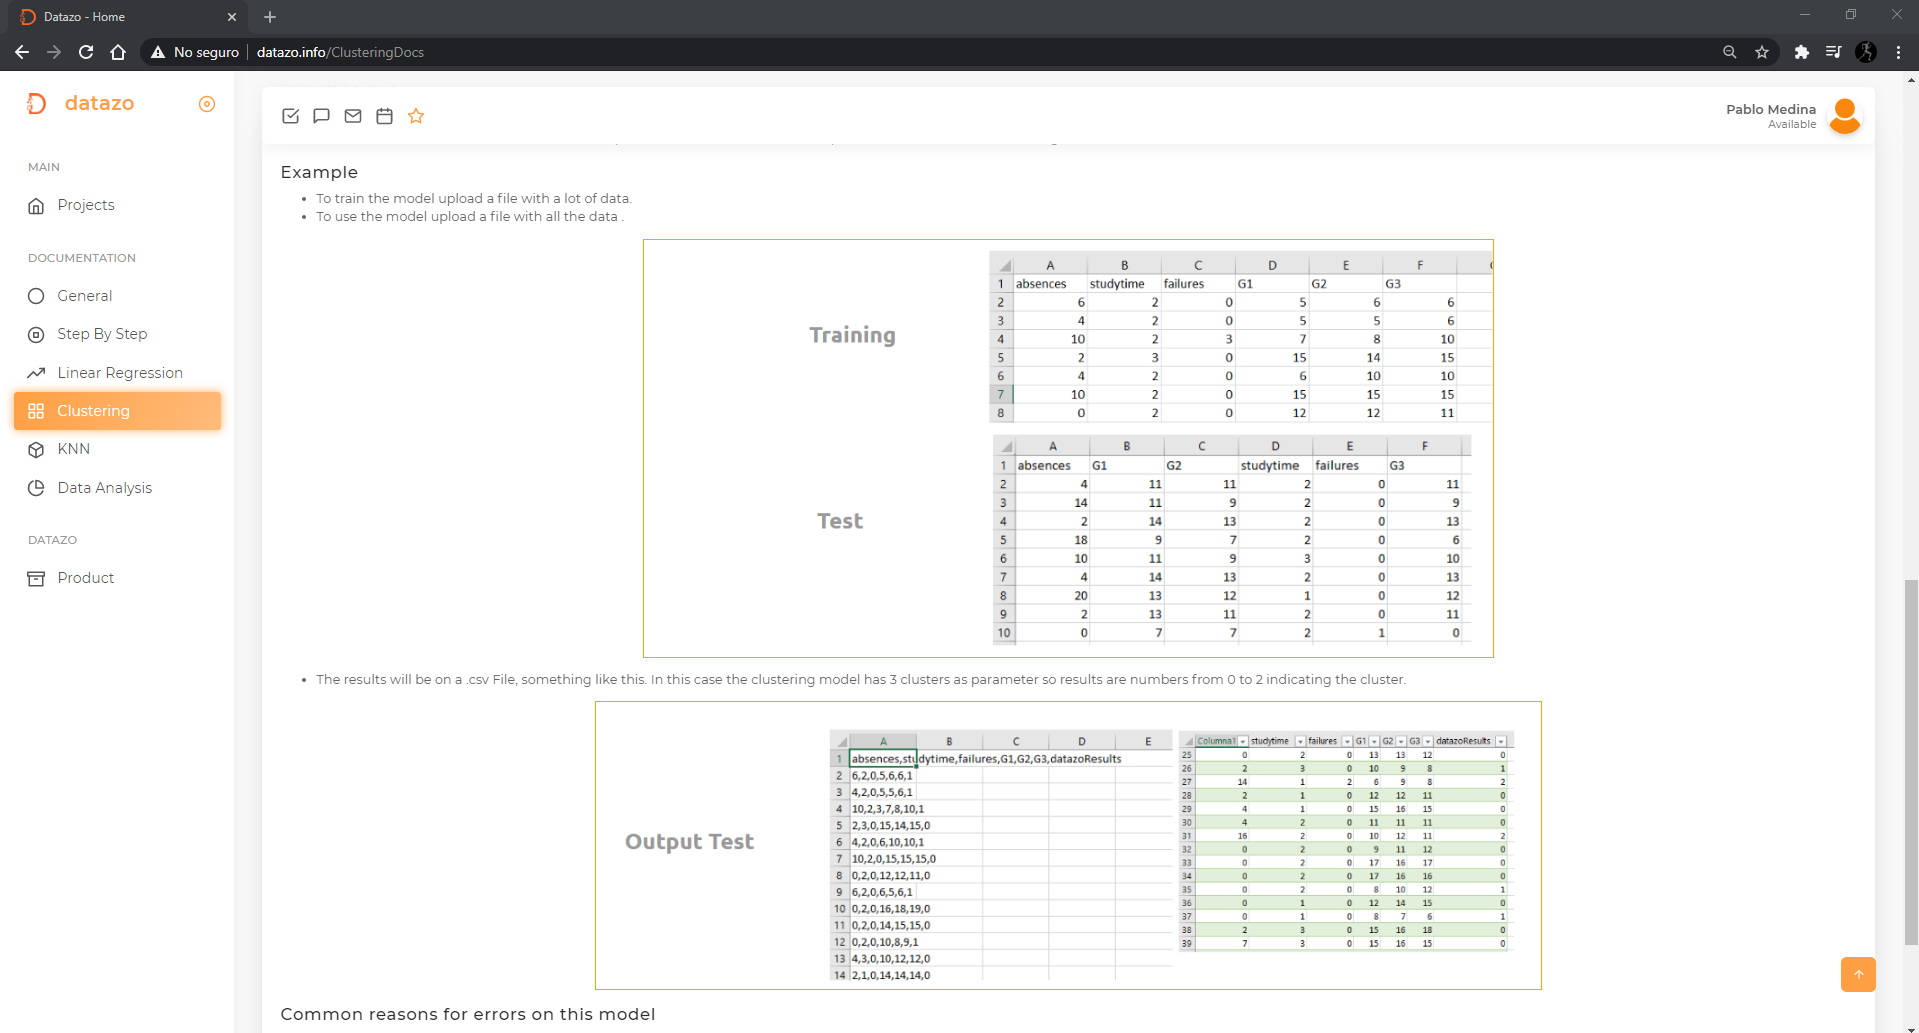 Datazo - Home
No seguro
datazo.info/ClusteringDocs
datazo
Pablo Medina
Available
MAIN
Projects
DOCUMENTATION
General
Step By Step
Linear Regression
Clustering
KNN
Data Analysis
DATAZO
Product
Example
To train the model upload a file with a lot of data.
To use the model upload a file with all the data .
Training
A B C D E F
1 absences studytime failures G1 G2 G3
2 6 2 0 5 6 6
3 4 2 0 5 5 6
4 10 2 3 7 8 10
5 2 3 0 15 14 15
6 4 2 0 6 10 10
7 10 2 0 15 15 15
8 0 2 0 12 12 11
Test
A B C D E F
1 absences G1 G2 studytime failures G3
2 4 11 11 2 0 11
3 14 11 9 2 0 9
4 2 14 13 2 0 13
5 18 9 7 2 0 6
6 10 11 9 3 0 10
7 4 14 13 2 0 13
8 20 13 12 1 0 12
9 2 13 11 2 0 11
10 0 7 7 2 1 0
The results will be on a .csv File, something like this. In this case the clustering model has 3 clusters as parameter so results are numbers from 0 to 2 indicating the cluster.
Output Test
A B C D E
1 absences,studytime,failures,G1,G2,G3,datazoResults
2 6,2,0,5,6,6,1
3 4,2,0,5,5,6,1
4 10,2,3,7,8,10,1
5 2,3,0,15,14,15,0
6 4,2,0,6,10,10,1
7 10,2,0,15,15,15,0
8 0,2,0,12,12,11,0
9 6,2,0,6,5,6,1
10 0,2,0,16,18,19,0
11 0,2,0,14,15,15,0
12 0,2,0,10,8,9,1
13 4,3,0,10,12,12,0
14 2,1,0,14,14,14,0
Columna1 studytime failures G1 G2 G3 datazoResults
25 0 2 0 13 13 12 0
26 2 3 0 10 9 8 1
27 14 1 2 6 9 8 2
28 2 1 0 12 12 11 0
29 4 1 0 15 16 15 0
30 4 2 0 11 11 11 0
31 16 2 0 10 12 11 2
32 0 2 0 9 11 12 0
33 0 2 0 17 16 17 0
34 0 2 0 17 16 16 0
35 0 2 0 8 10 12 1
36 0 1 0 12 14 15 0
37 0 1 0 8 7 6 1
38 2 3 0 15 16 18 0
39 7 3 0 15 16 15 0
Common reasons for errors on this model